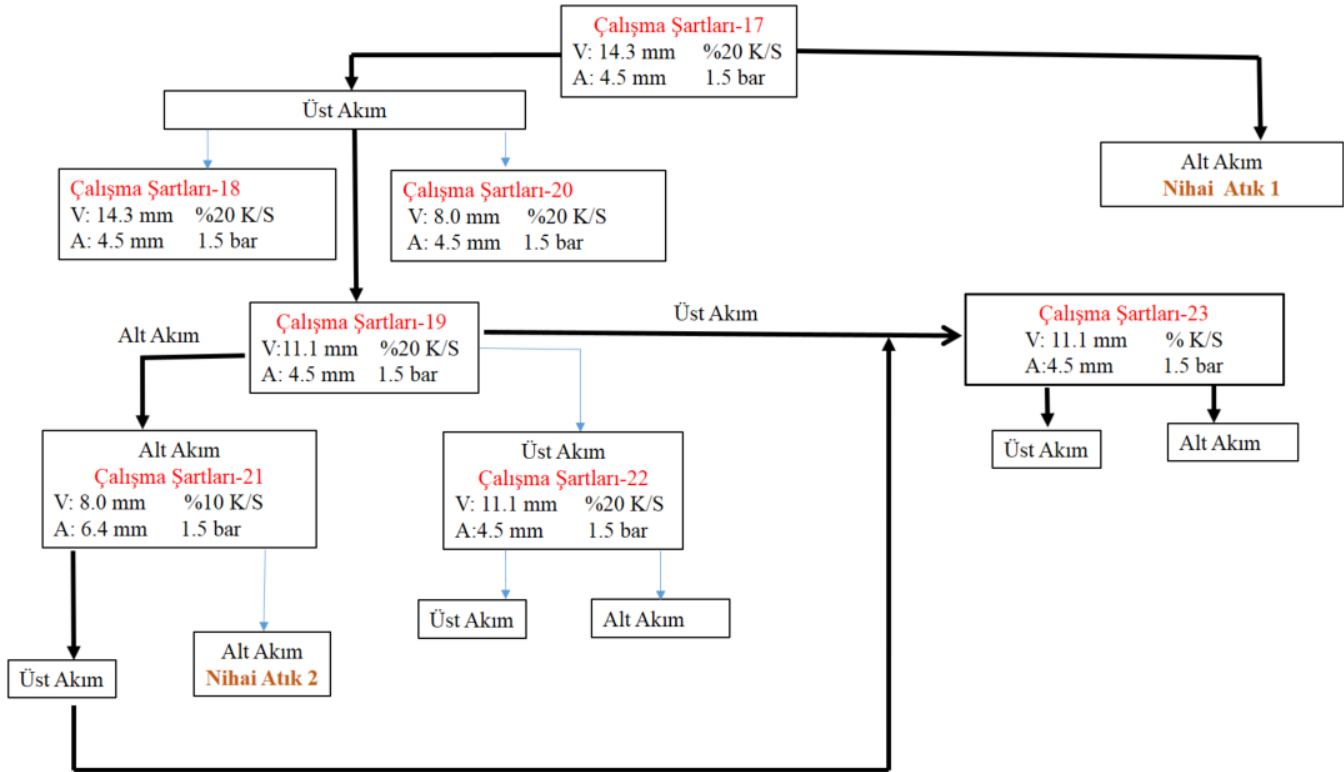 Çalışma Şartları-17
V: 14.3 mm %20 K/S
A: 4.5 mm 1.5 bar
Üst Akım
Alt Akım
Nihai Atık 1
Çalışma Şartları-18
V: 14.3 mm %20 K/S
A: 4.5 mm 1.5 bar
Çalışma Şartları-20
V: 8.0 mm %20 K/S
A: 4.5 mm 1.5 bar
Alt Akım
Çalışma Şartları-19
V:11.1 mm %20 K/S
A: 4.5 mm 1.5 bar
Üst Akım
Çalışma Şartları-23
V: 11.1 mm % K/S
A:4.5 mm 1.5 bar
Üst Akım
Alt Akım
Alt Akım
Çalışma Şartları-21
V: 8.0 mm %10 K/S
A: 6.4 mm 1.5 bar
Üst Akım
Çalışma Şartları-22
V: 11.1 mm %20 K/S
A:4.5 mm 1.5 bar
Üst Akım
Alt Akım
Üst Akım
Alt Akım
Nihai Atık 2